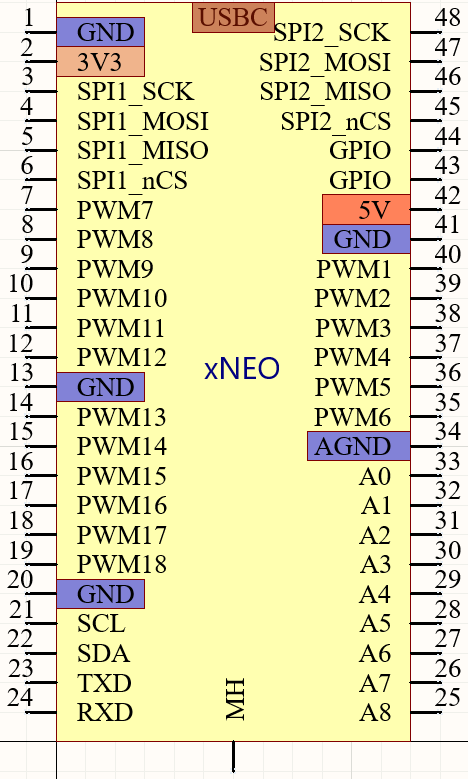 USBC
1 GND SPI2_SCK 48
2 3V3 SPI2_MOSI 47
3 SPI1_SCK SPI2_MISO 46
4 SPI1_MOSI SPI2_nCS 45
5 SPI1_MISO GPIO 44
6 SPI1_nCS GPIO 43
7 PWM7 5V 42
8 PWM8 GND 41
9 PWM9 PWM1 40
10 PWM10 PWM2 39
11 PWM11 PWM3 38
12 PWM12 PWM4 37
xNEO
13 GND PWM5 36
14 PWM13 PWM6 35
15 PWM14 AGND 34
16 PWM15 A0 33
17 PWM16 A1 32
18 PWM17 A2 31
19 PWM18 A3 30
20 GND A4 29
21 SCL A5 28
22 SDA A6 27
23 TXD A7 26
24 RXD A8 25
MH